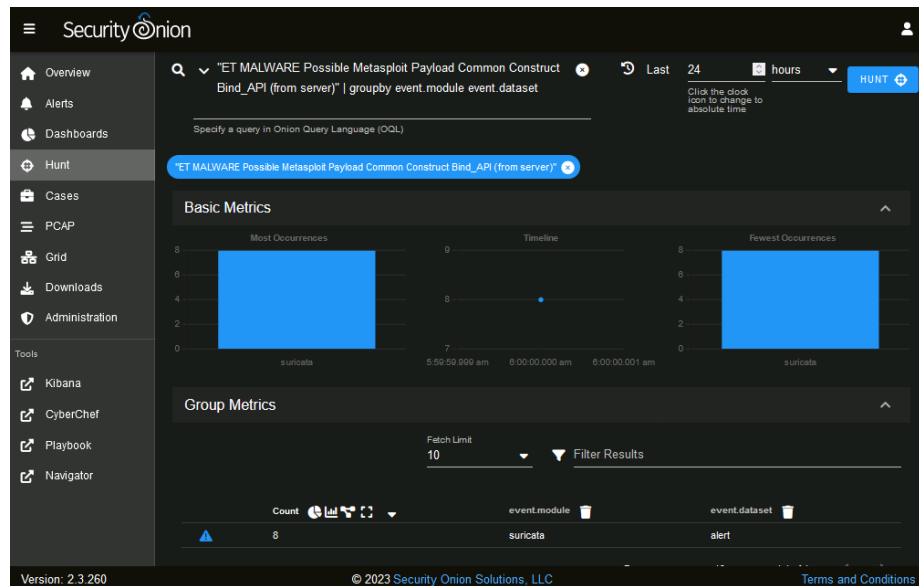 Security Onion
Overview
Alerts
Dashboards
Hunt
Cases
PCAP
Grid
Downloads
Administration
Tools
Kibana
CyberChef
Playbook
Navigator
"ET MALWARE Possible Metasploit Payload Common Construct
Bind_API (from server)" | groupby event.module event.dataset
Specify a query in Onion Query Language (OQL)
Last 24 hours
Click the clock
icon to change to
absolute time
HUNT
"ET MALWARE Possible Metasploit Payload Common Construct Bind_API (from server)"
Basic Metrics
Most Occurrences
8
6
4
2
0
suricata
Timeline
9
8
7
5:59:59.999 am 6:00:00.000 am 6:00:00.001 am
Fewest Occurrences
8
6
4
2
0
suricata
Group Metrics
Fetch Limit
10
Filter Results
Count event.module event.dataset
8 suricata alert
Version: 2.3.260 © 2023 Security Onion Solutions, LLC Terms and Conditions